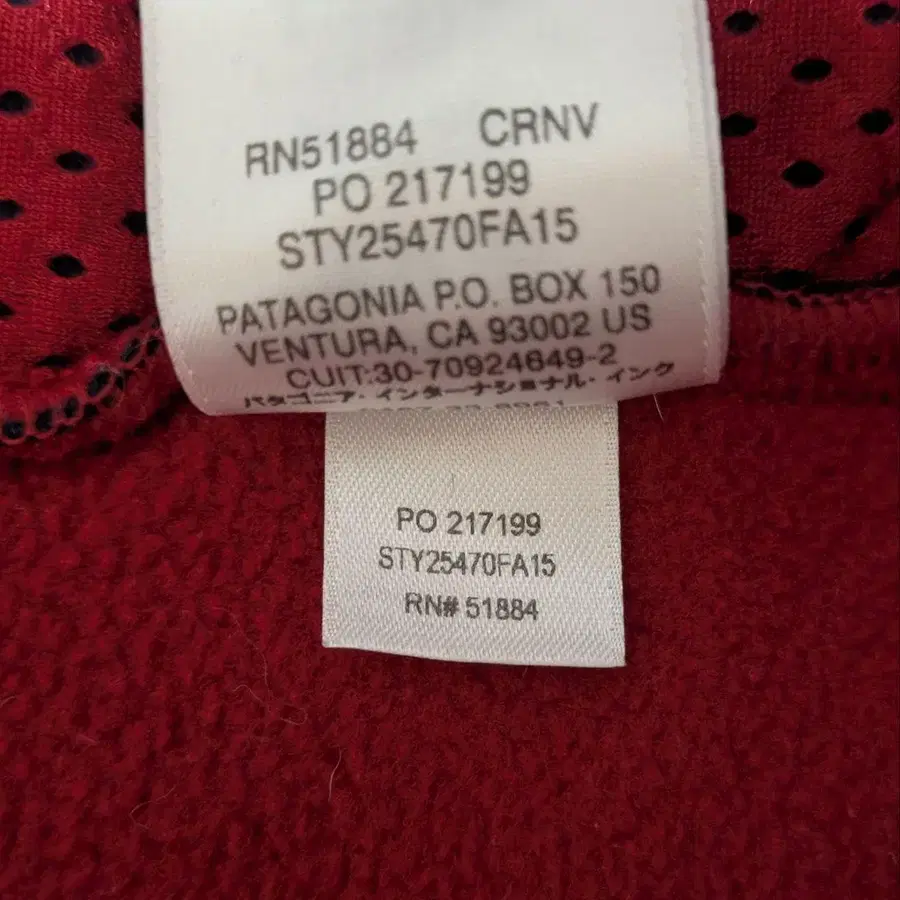 RN51884 CRNV
PO 217199
STY25470FA15
PATAGONIA P.O. BOX 150
VENTURA, CA 93002 US
CUIT:30-70924649-2
パタゴニア・インターナショナル・インク
PO 217199
STY25470FA15
RN# 51884